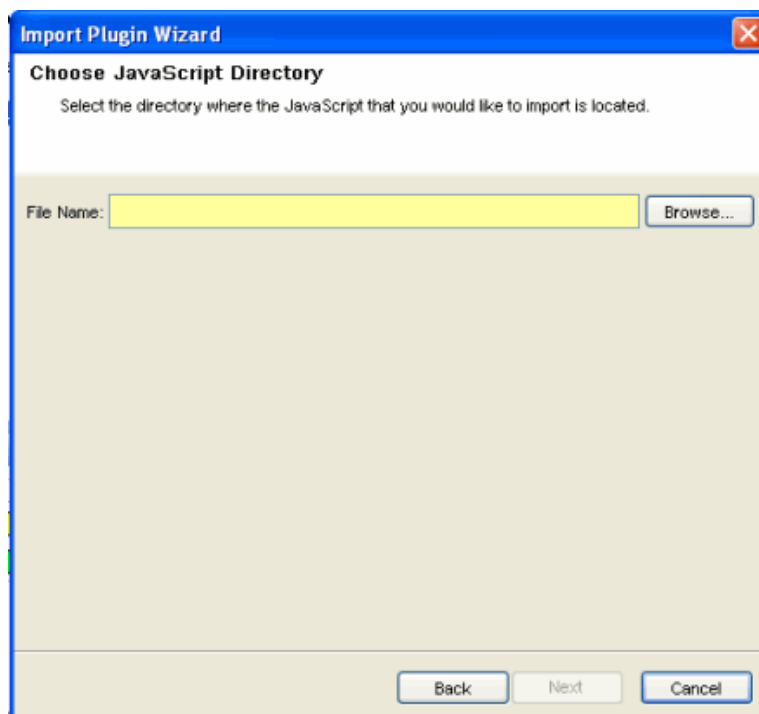 Import Plugin Wizard
Choose JavaScript Directory
Select the directory where the JavaScript that you would like to import is located.
File Name:
Browse...
Back
Next
Cancel